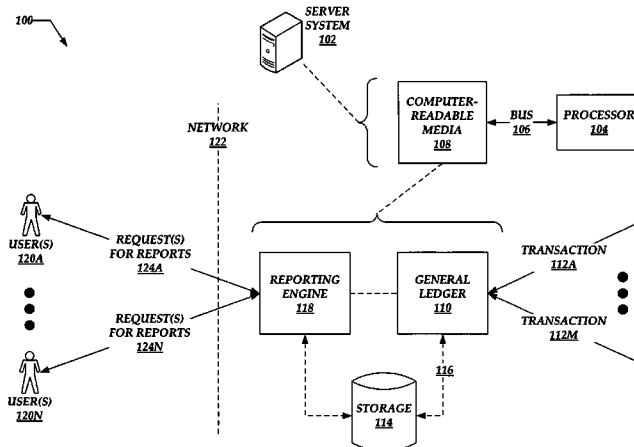 100
SERVER
SYSTEM
102
COMPUTER-
READABLE
MEDIA
108
BUS
106
PROCESSOR
104
NETWORK
122
USER(S)
120A
REQUEST(S)
FOR REPORTS
124A
REPORTING
ENGINE
118
GENERAL
LEDGER
110
TRANSACTION
112A
REQUEST(S)
FOR REPORTS
124N
TRANSACTION
112M
116
STORAGE
114
USER(S)
120N